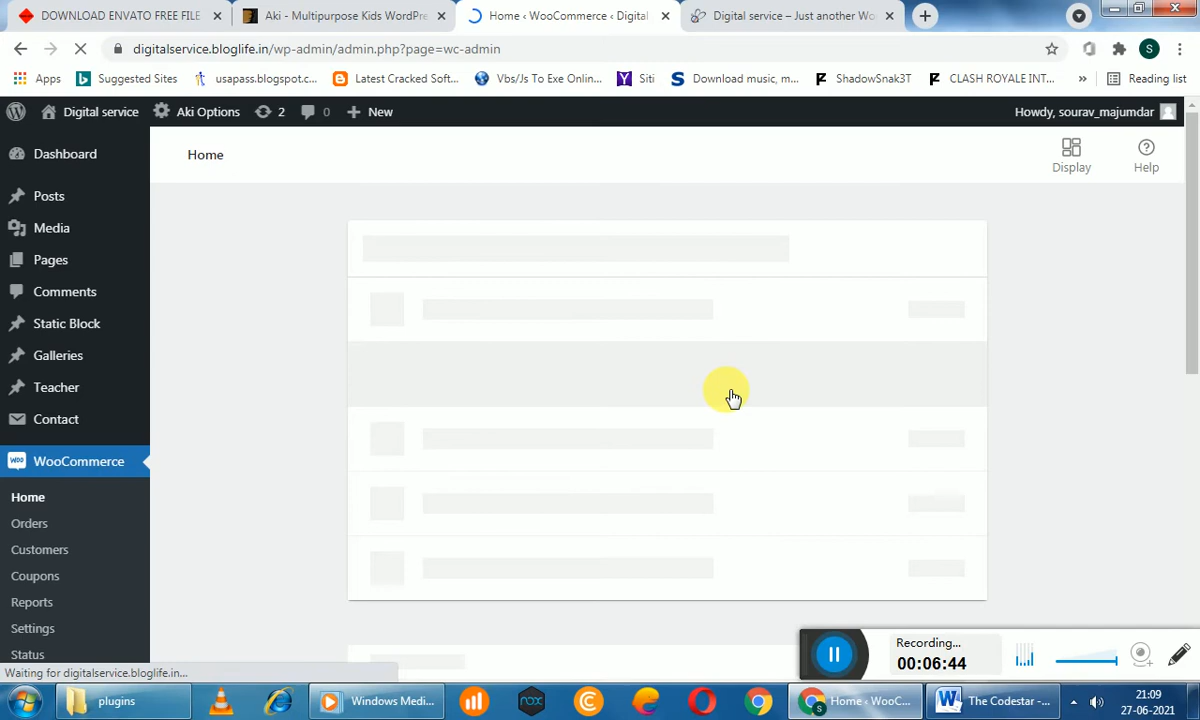 DOWNLOAD ENVATO FREE FILE
Aki - Multipurpose Kids WordPre
Home ‹ WooCommerce ‹ Digital
Digital service – Just another Wo
digitalservice.bloglife.in/wp-admin/admin.php?page=wc-admin
S
Apps
Suggested Sites
usapass.blogspot.c...
Latest Cracked Soft...
Vbs/Js To Exe Onlin...
Siti
Download music, m...
ShadowSnak3T
CLASH ROYALE INT...
»
Reading list
Digital service
Aki Options
2
0
New
Howdy, sourav_majumdar
Dashboard
Home
Display
Help
Posts
Media
Pages
Comments
Static Block
Galleries
Teacher
Contact
WooCommerce
Home
Orders
Customers
Coupons
Reports
Settings
Status
Waiting for digitalservice.bloglife.in...
Recording...
00:06:44
plugins
Windows Medi...
nox
Home ‹ WooC...
The Codestar -...
21:09
27-06-2021